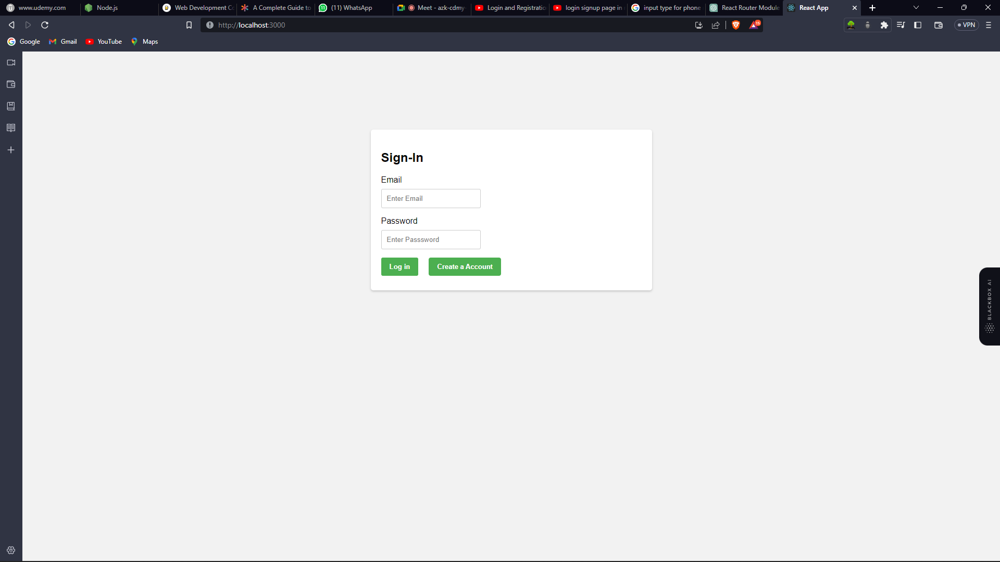 www.udemy.com
Node.js
Web Development Co
A Complete Guide to
(11) WhatsApp
Meet - azk-cdmy-
Login and Registratio
login signup page in
input type for phone
React Router Module
React App
http://localhost:3000
15
VPN
Google
Gmail
YouTube
Maps
Sign-In
Email
Enter Email
Password
Enter Passsword
Log in
Create a Account
BLACKBOX AI